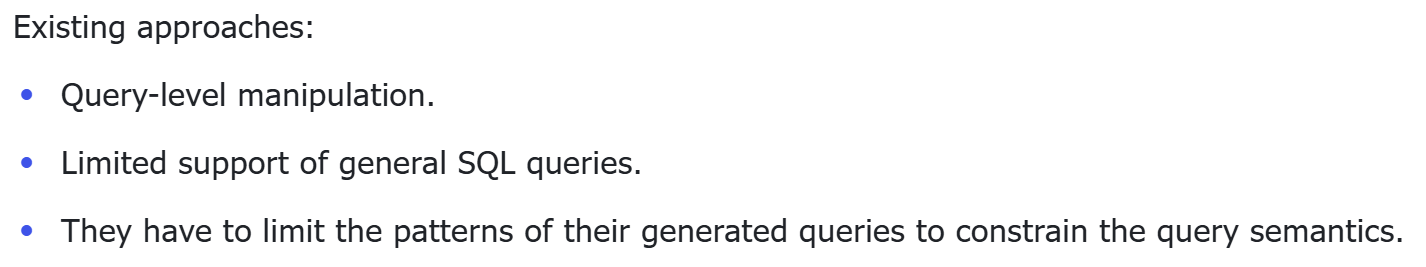 Existing approaches:
• Query-level manipulation.
• Limited support of general SQL queries.
• They have to limit the patterns of their generated queries to constrain the query semantics.